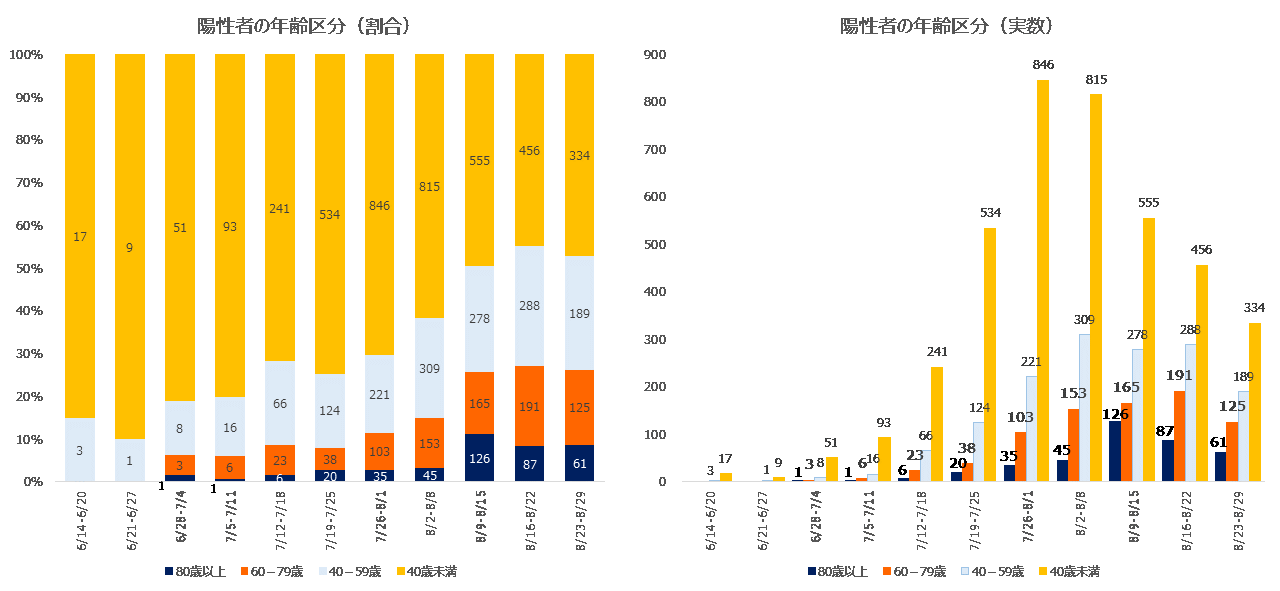 陽性者の年齢区分（割合）
100%
90%
80%
70%
60%
50%
40%
30%
20%
10%
0%
17 9 51 93 241 534 846 815 555 456 334
3 1 8 16 66 124 221 309 278 288 189
3 6 23 38 103 153 165 191 125
1 1 6 20 35 45 126 87 61
6/14-6/20 6/21-6/27 6/28-7/4 7/5-7/11 7/12-7/18 7/19-7/25 7/26-8/1 8/2-8/8 8/9-8/15 8/16-8/22 8/23-8/29
80歳以上 60－79歳 40－59歳 40歳未満
陽性者の年齢区分（実数）
900
800
700
600
500
400
300
200
100
0
17 9 51 93 241 534 846 815 555 456 334
3 1 8 16 66 124 221 309 278 288 189
3 6 23 38 103 153 165 191 125
1 1 6 20 35 45 126 87 61
6/14-6/20 6/21-6/27 6/28-7/4 7/5-7/11 7/12-7/18 7/19-7/25 7/26-8/1 8/2-8/8 8/9-8/15 8/16-8/22 8/23-8/29
80歳以上 60－79歳 40－59歳 40歳未満